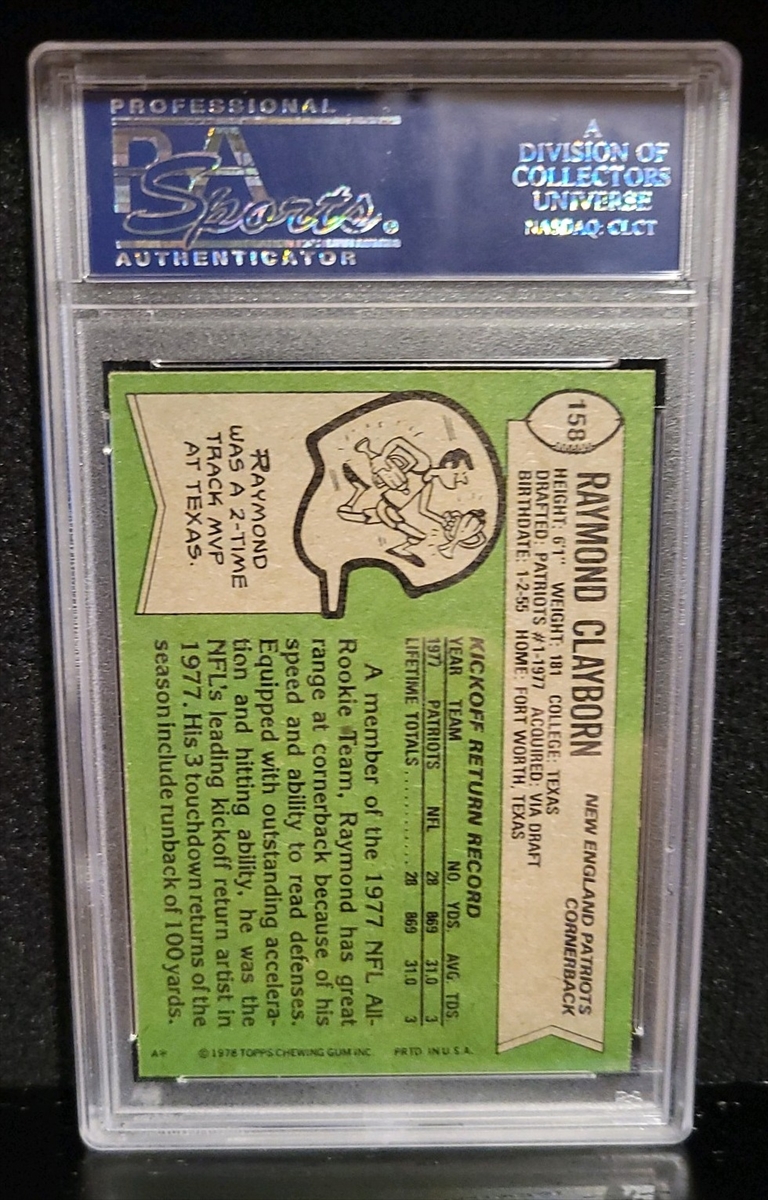 PROFESSIONAL
PSA
Sports®
AUTHENTICATOR
A
DIVISION OF
COLLECTORS
UNIVERSE
NASDAQ: CLCT
158
RAYMOND CLAYBORN
NEW ENGLAND PATRIOTS
CORNERBACK
HEIGHT: 6'1" WEIGHT: 181 COLLEGE: TEXAS
DRAFTED: PATRIOTS #1-1977 ACQUIRED: VIA DRAFT
BIRTHDATE: 1-2-55 HOME: FORT WORTH, TEXAS
KICKOFF RETURN RECORD
YEAR TEAM NO. YDS. AVG. TDS.
1977 PATRIOTS NFL 28 869 31.0 3
LIFETIME TOTALS 28 869 31.0 3
RAYMOND
WAS A 2-TIME
TRACK MVP
AT TEXAS.
A member of the 1977 NFL All-
Rookie Team, Raymond has great
range at cornerback because of his
speed and ability to read defenses.
Equipped with outstanding accelera-
tion and hitting ability, he was the
NFL's leading kickoff return artist in
1977. His 3 touchdown returns of the
season include runback of 100 yards.
A* © 1978 TOPPS CHEWING GUM INC. PRTD. IN U.S.A.